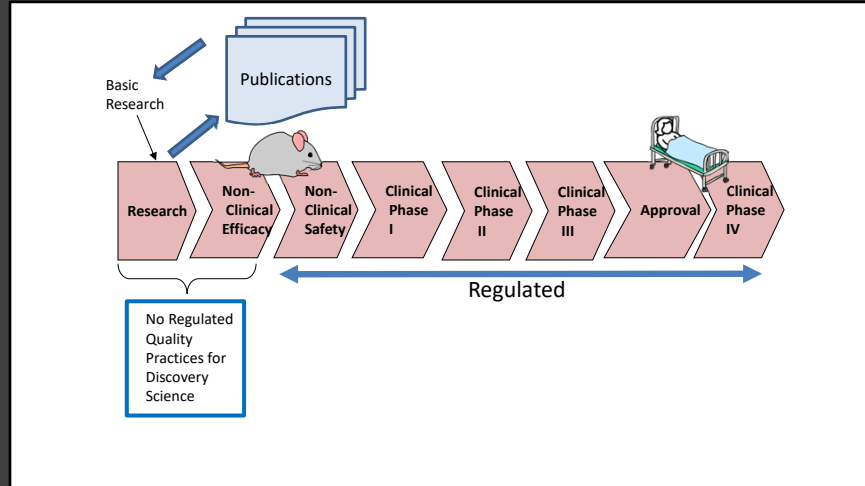 Publications
Basic
Research
Research
Non-
Clinical
Efficacy
Non-
Clinical
Safety
Clinical
Phase
I
Clinical
Phase
II
Clinical
Phase
III
Approval
Clinical
Phase
IV
Regulated
No Regulated
Quality
Practices for
Discovery
Science